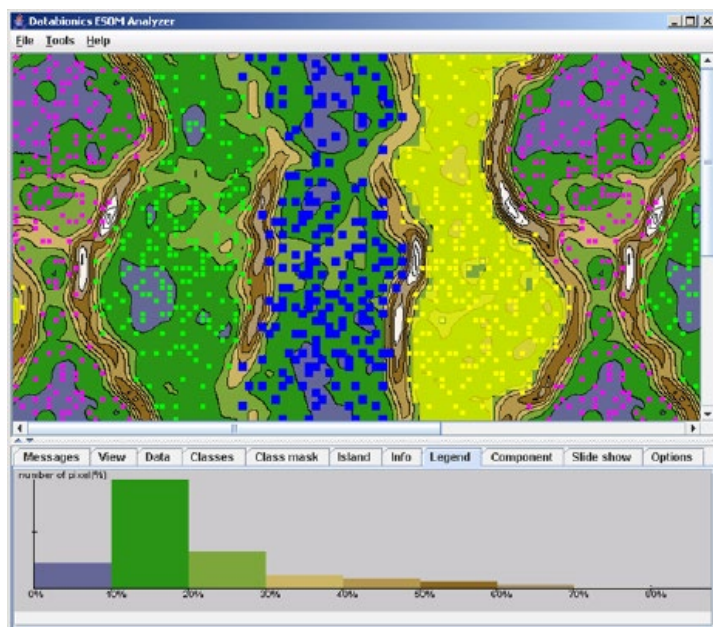 Databionics ESOM Analyzer
File Tools Help
Messages View Data Classes Class mask Island Info Legend Component Slide show Options
number of pixel(%)
0% 10% 20% 30% 40% 50% 60% 70% 80%